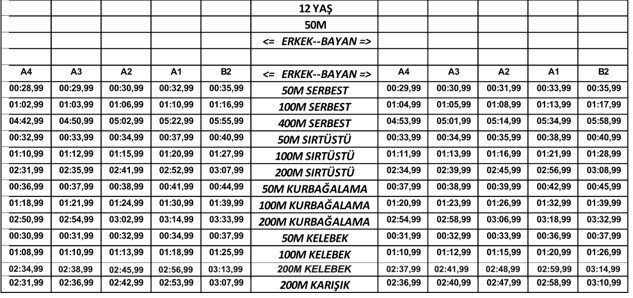 12 YAŞ
50M
<= ERKEK--BAYAN =>
A4 A3 A2 A1 B2 <= ERKEK--BAYAN => A4 A3 A2 A1 B2
00:28,99 00:29,99 00:30,99 00:32,99 00:35,99 50M SERBEST 00:29,99 00:30,99 00:31,99 00:33,99 00:35,99
01:02,99 01:03,99 01:06,99 01:10,99 01:16,99 100M SERBEST 01:04,99 01:05,99 01:08,99 01:13,99 01:17,99
04:42,99 04:50,99 05:02,99 05:22,99 05:55,99 400M SERBEST 04:53,99 05:01,99 05:14,99 05:34,99 05:58,99
00:32,99 00:33,99 00:34,99 00:37,99 00:40,99 50M SIRTÜSTÜ 00:33,99 00:34,99 00:35,99 00:38,99 00:40,99
01:10,99 01:12,99 01:15,99 01:20,99 01:27,99 100M SIRTÜSTÜ 01:11,99 01:13,99 01:16,99 01:21,99 01:28,99
02:31,99 02:35,99 02:41,99 02:52,99 03:07,99 200M SIRTÜSTÜ 02:34,99 02:39,99 02:45,99 02:56,99 03:08,99
00:36,99 00:37,99 00:38,99 00:41,99 00:44,99 50M KURBAĞALAMA 00:37,99 00:38,99 00:39,99 00:42,99 00:45,99
01:18,99 01:21,99 01:24,99 01:30,99 01:39,99 100M KURBAĞALAMA 01:20,99 01:23,99 01:26,99 01:32,99 01:39,99
02:50,99 02:54,99 03:02,99 03:14,99 03:33,99 200M KURBAĞALAMA 02:54,99 02:58,99 03:06,99 03:18,99 03:32,99
00:30,99 00:31,99 00:32,99 00:34,99 00:37,99 50M KELEBEK 00:31,99 00:32,99 00:33,99 00:36,99 00:37,99
01:08,99 01:10,99 01:13,99 01:18,99 01:25,99 100M KELEBEK 01:10,99 01:12,99 01:15,99 01:20,99 01:26,99
02:34,99 02:38,99 02:45,99 02:56,99 03:13,99 200M KELEBEK 02:37,99 02:41,99 02:48,99 02:59,99 03:14,99
02:31,99 02:36,99 02:42,99 02:53,99 03:07,99 200M KARIŞIK 02:36,99 02:40,99 02:47,99 02:58,99 03:10,99